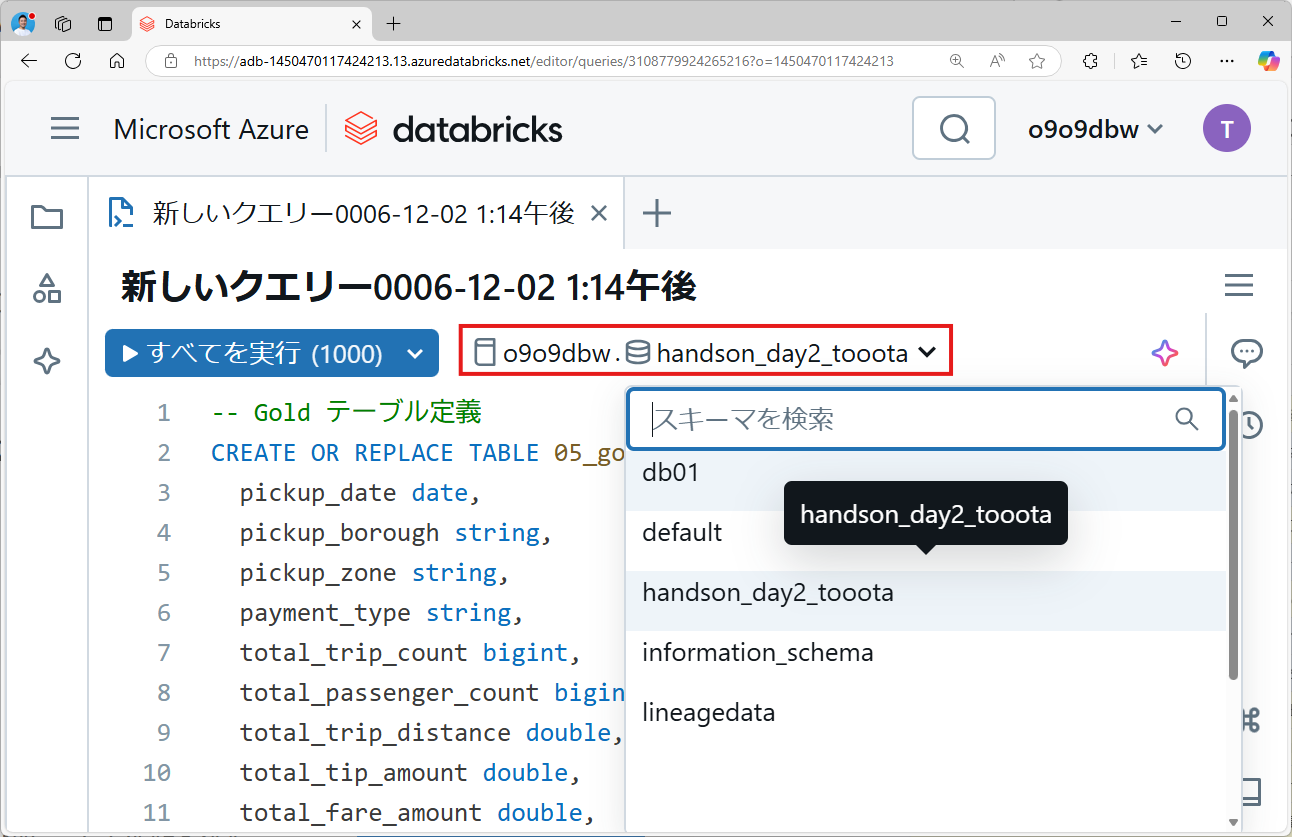 Databricks
https://adb-1450470117424213.13.azuredatabricks.net/editor/queries/3108779924265216?o=1450470117424213
Microsoft Azure databricks o9o9dbw T
新しいクエリー0006-12-02 1:14午後
新しいクエリー0006-12-02 1:14午後
すべてを実行 (1000) o9o9dbw . handson_day2_tooota
スキーマを検索
db01
default
handson_day2_tooota
handson_day2_tooota
information_schema
lineagedata
1 -- Gold テーブル定義
2 CREATE OR REPLACE TABLE 05_go
3 pickup_date date,
4 pickup_borough string,
5 pickup_zone string,
6 payment_type string,
7 total_trip_count bigint,
8 total_passenger_count bigin
9 total_trip_distance double,
10 total_tip_amount double,
11 total_fare_amount double,